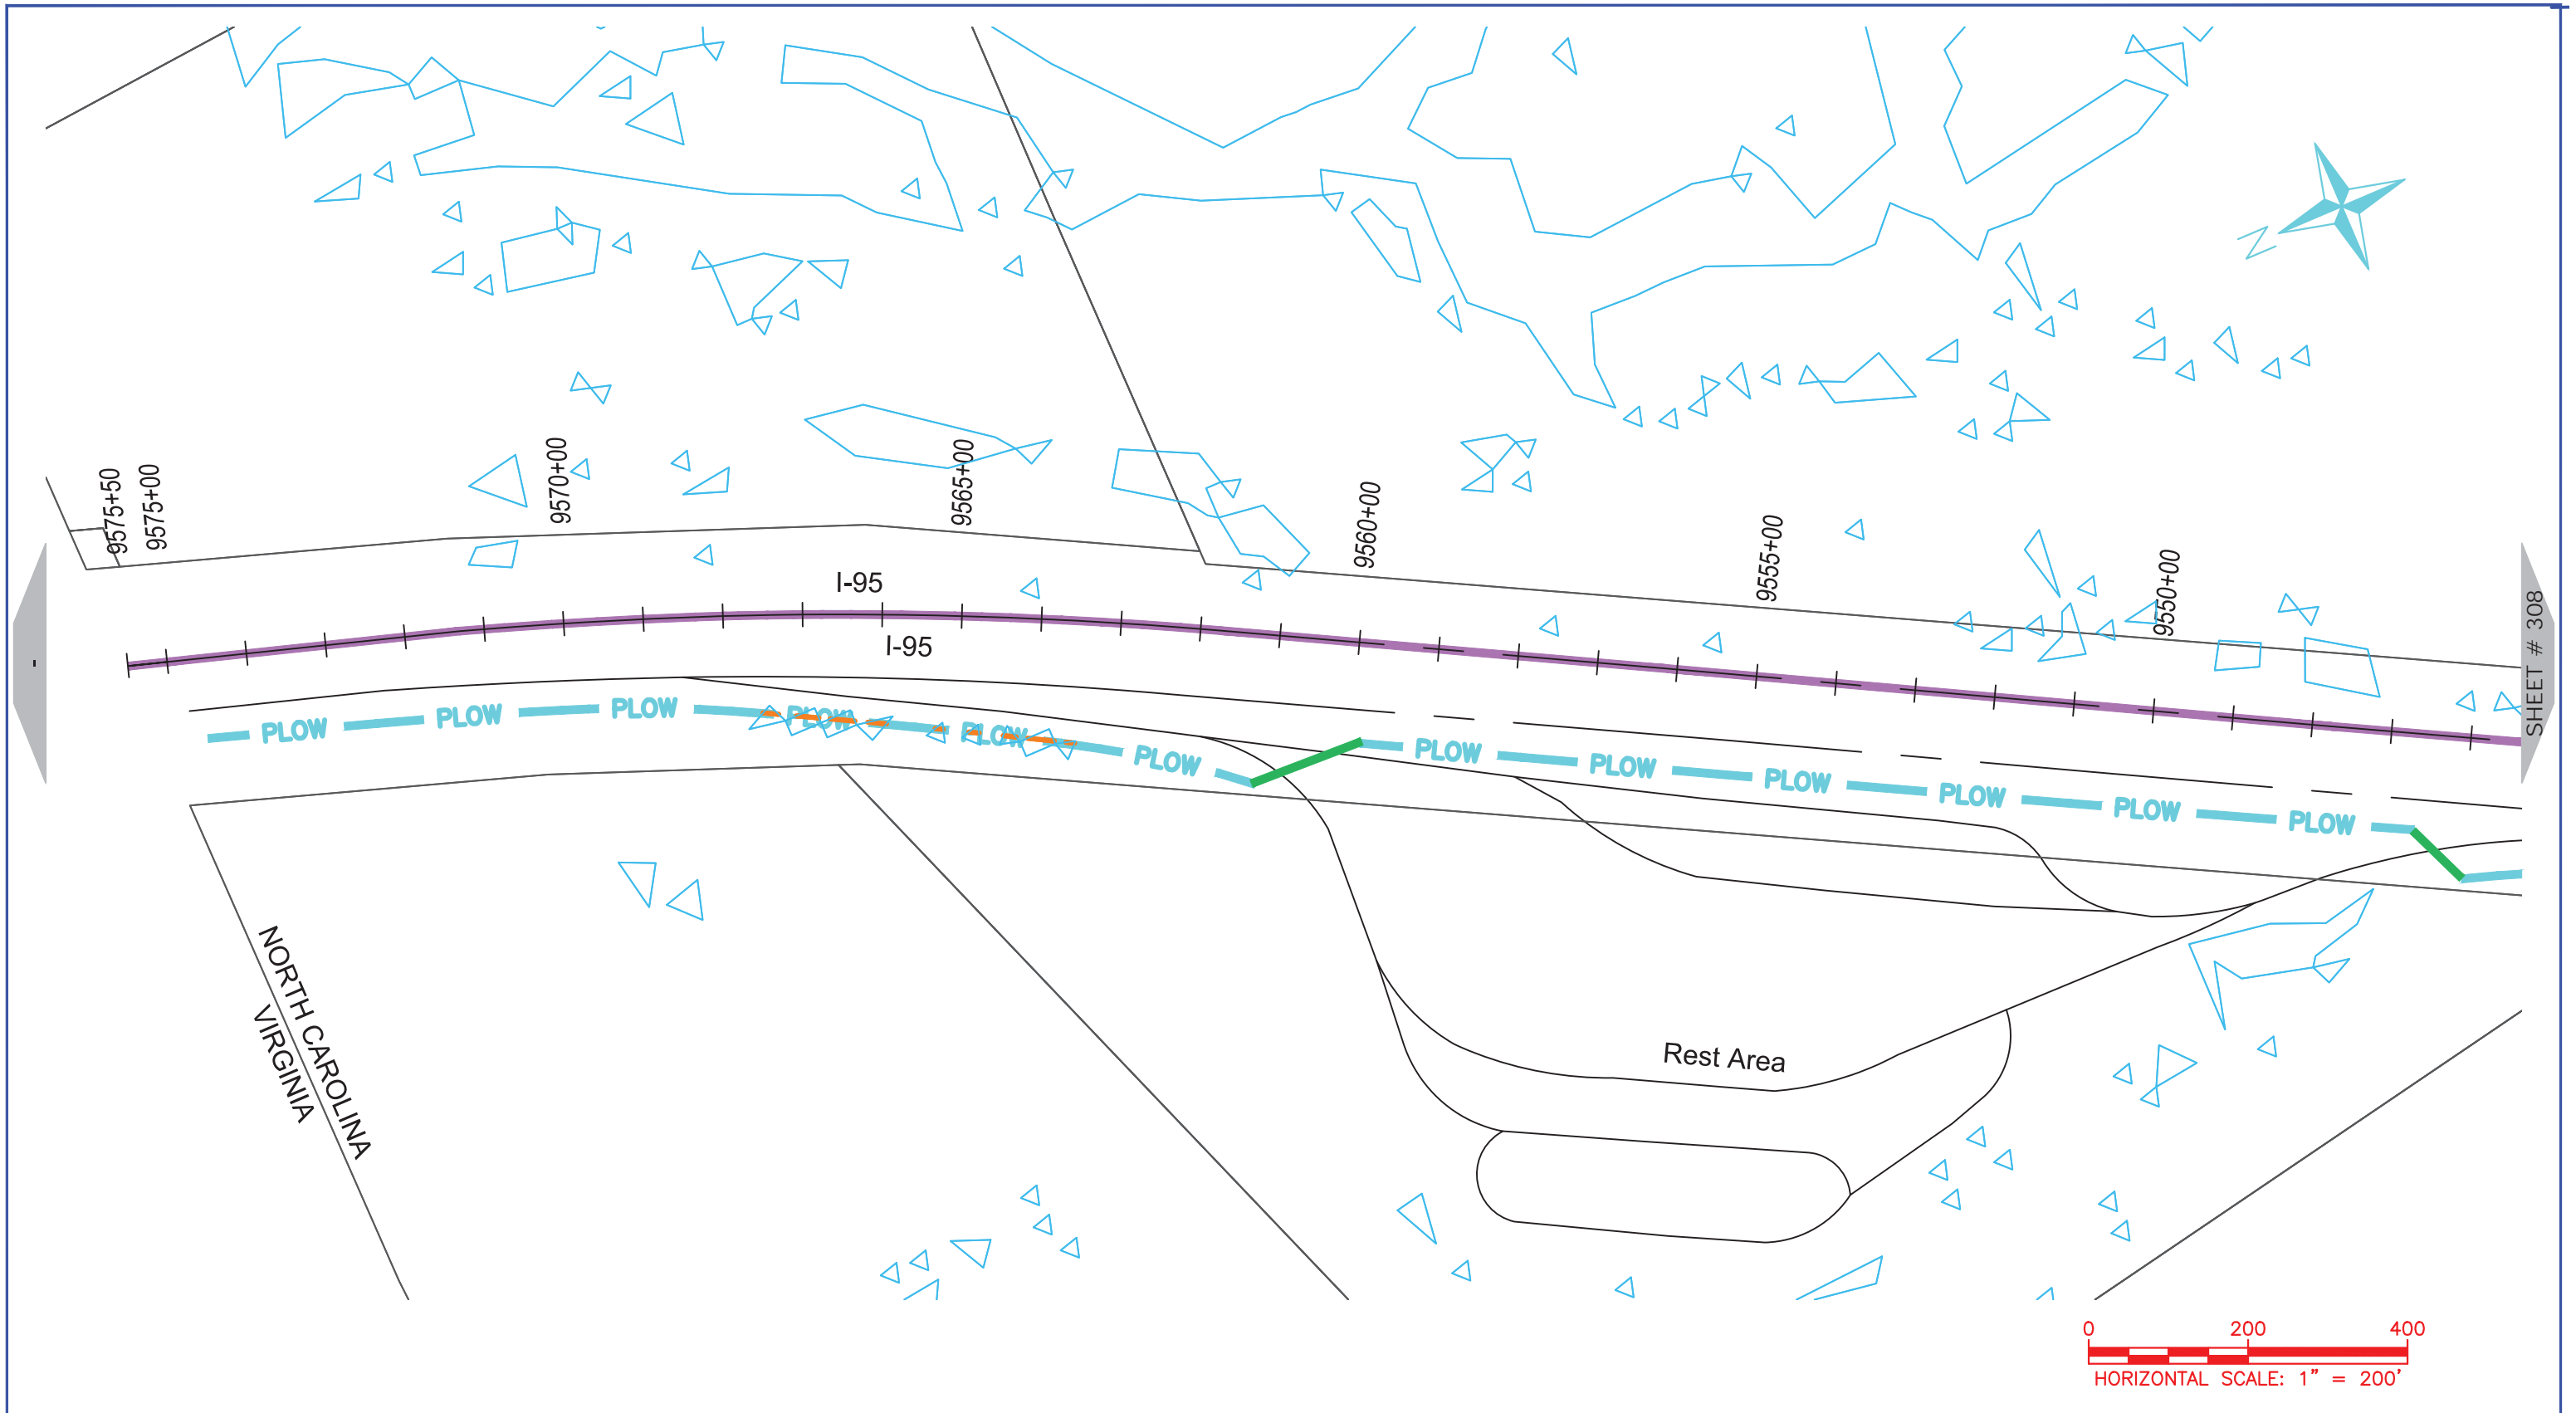 N
9575+50
9575+00
9570+00
9565+00
9560+00
9555+00
9550+00
I-95
I-95
-
SHEET # 308
PLOW PLOW PLOW PLOW PLOW PLOW PLOW PLOW PLOW PLOW PLOW PLOW
NORTH CAROLINA
VIRGINIA
Rest Area
0 200 400
HORIZONTAL SCALE: 1" = 200'